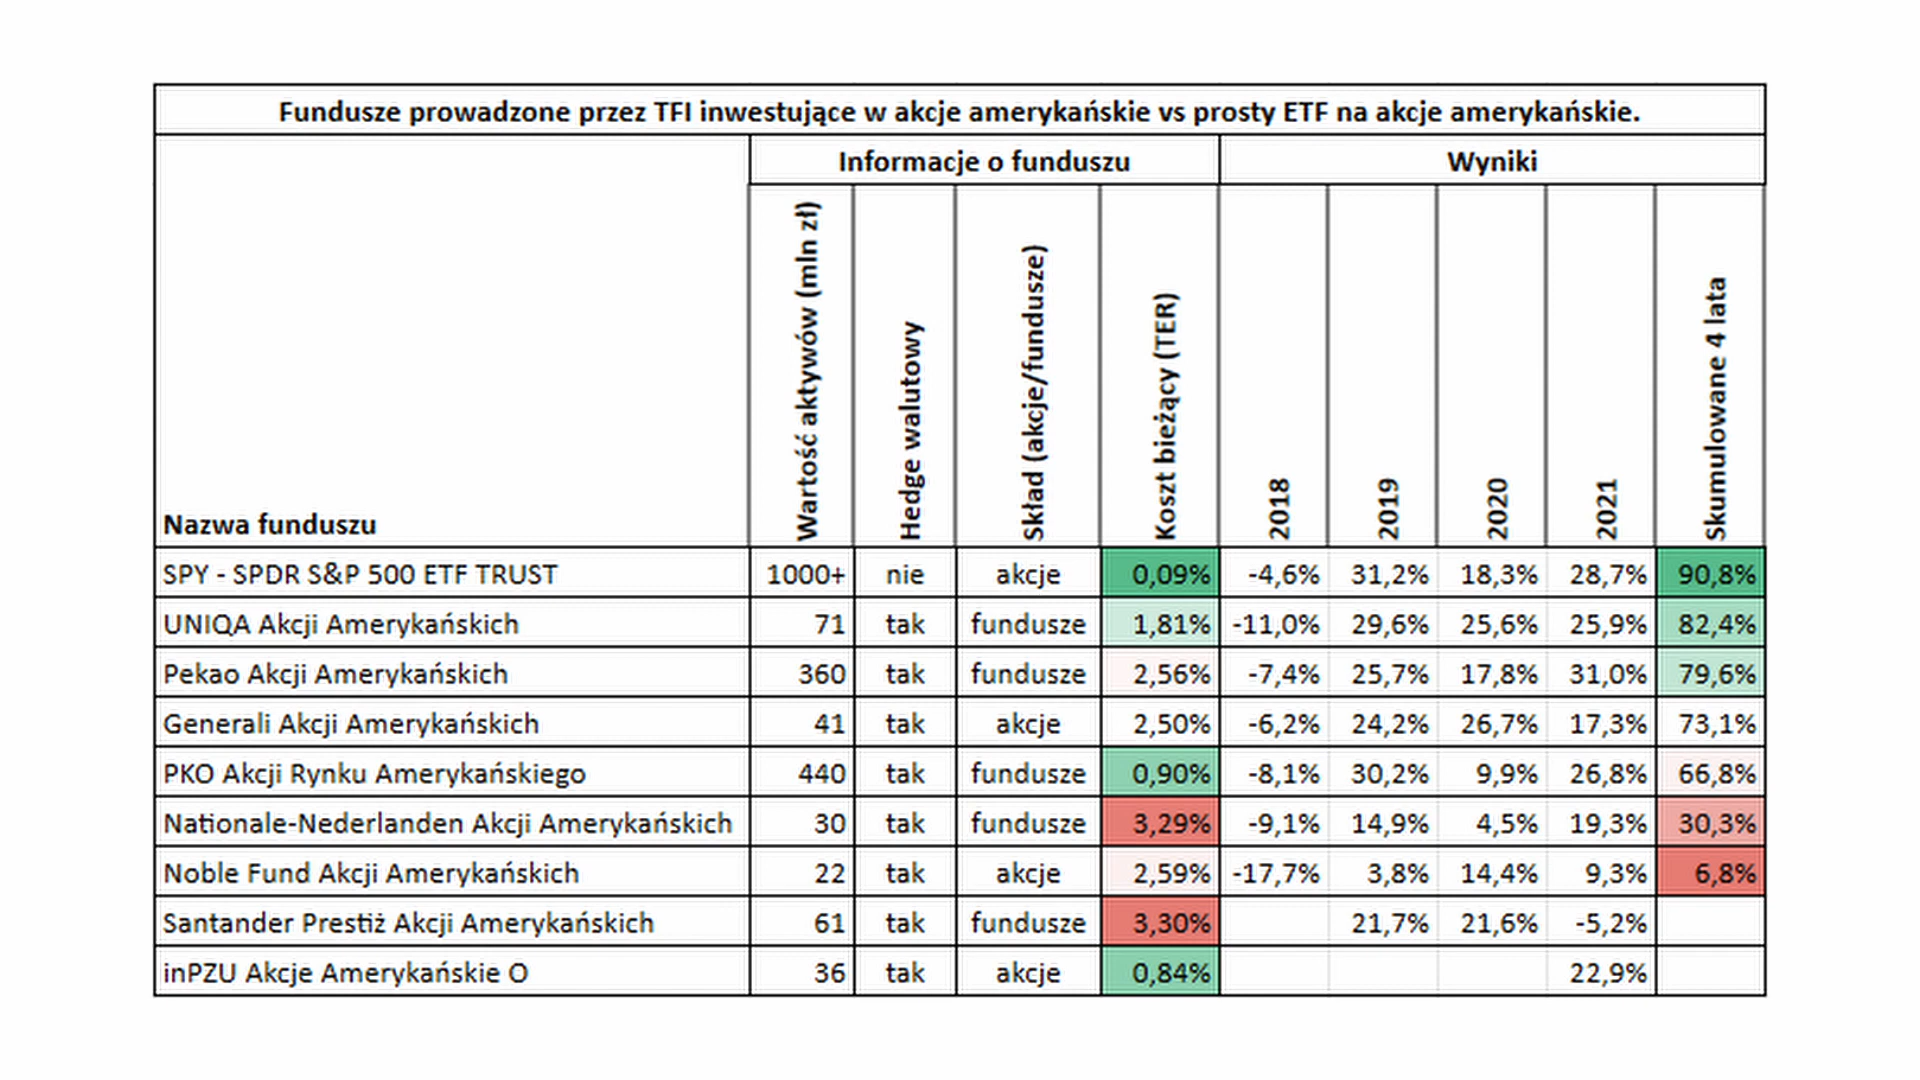 Fundusze prowadzone przez TFI inwestujące w akcje amerykańskie vs prosty ETF na akcje amerykańskie.
Informacje o funduszu Wyniki
Nazwa funduszu Wartość aktywów (mln zł) Hedge walutowy Skład (akcje/fundusze) Koszt bieżący (TER) 2018 2019 2020 2021 Skumulowane 4 lata
SPY - SPDR S&P 500 ETF TRUST 1000+ nie akcje 0,09% -4,6% 31,2% 18,3% 28,7% 90,8%
UNIQA Akcji Amerykańskich 71 tak fundusze 1,81% -11,0% 29,6% 25,6% 25,9% 82,4%
Pekao Akcji Amerykańskich 360 tak fundusze 2,56% -7,4% 25,7% 17,8% 31,0% 79,6%
Generali Akcji Amerykańskich 41 tak akcje 2,50% -6,2% 24,2% 26,7% 17,3% 73,1%
PKO Akcji Rynku Amerykańskiego 440 tak fundusze 0,90% -8,1% 30,2% 9,9% 26,8% 66,8%
Nationale-Nederlanden Akcji Amerykańskich 30 tak fundusze 3,29% -9,1% 14,9% 4,5% 19,3% 30,3%
Noble Fund Akcji Amerykańskich 22 tak akcje 2,59% -17,7% 3,8% 14,4% 9,3% 6,8%
Santander Prestiż Akcji Amerykańskich 61 tak fundusze 3,30% 21,7% 21,6% -5,2%
inPZU Akcje Amerykańskie O 36 tak akcje 0,84% 22,9%